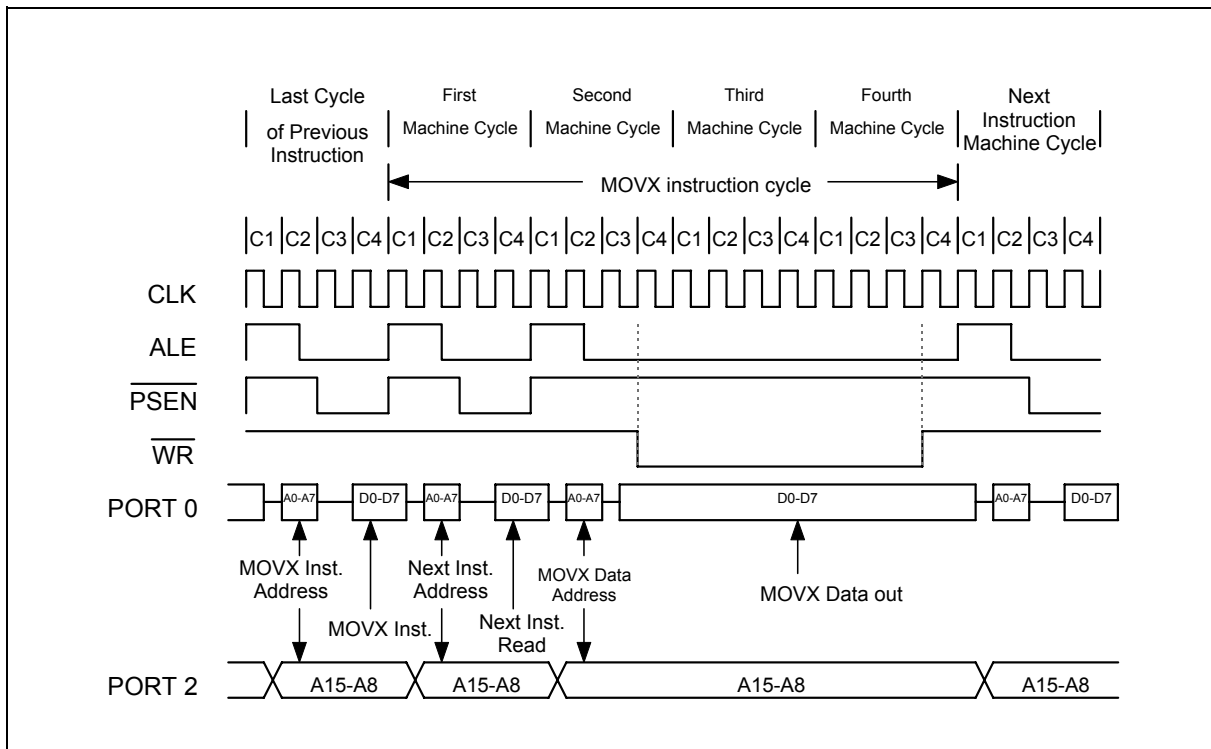 Last Cycle
of Previous
Instruction
First
Machine Cycle
Second
Machine Cycle
Third
Machine Cycle
Fourth
Machine Cycle
Next
Instruction
Machine Cycle
MOVX instruction cycle
C1 C2 C3 C4 C1 C2 C3 C4 C1 C2 C3 C4 C1 C2 C3 C4 C1 C2 C3 C4 C1 C2 C3 C4
CLK
ALE
PSEN
WR
PORT 0
A0-A7 D0-D7 A0-A7 D0-D7 A0-A7 D0-D7 A0-A7 D0-D7
MOVX Inst.
Address
MOVX Inst.
Next Inst.
Address
Next Inst.
Read
MOVX Data
Address
MOVX Data out
PORT 2
A15-A8 A15-A8 A15-A8 A15-A8